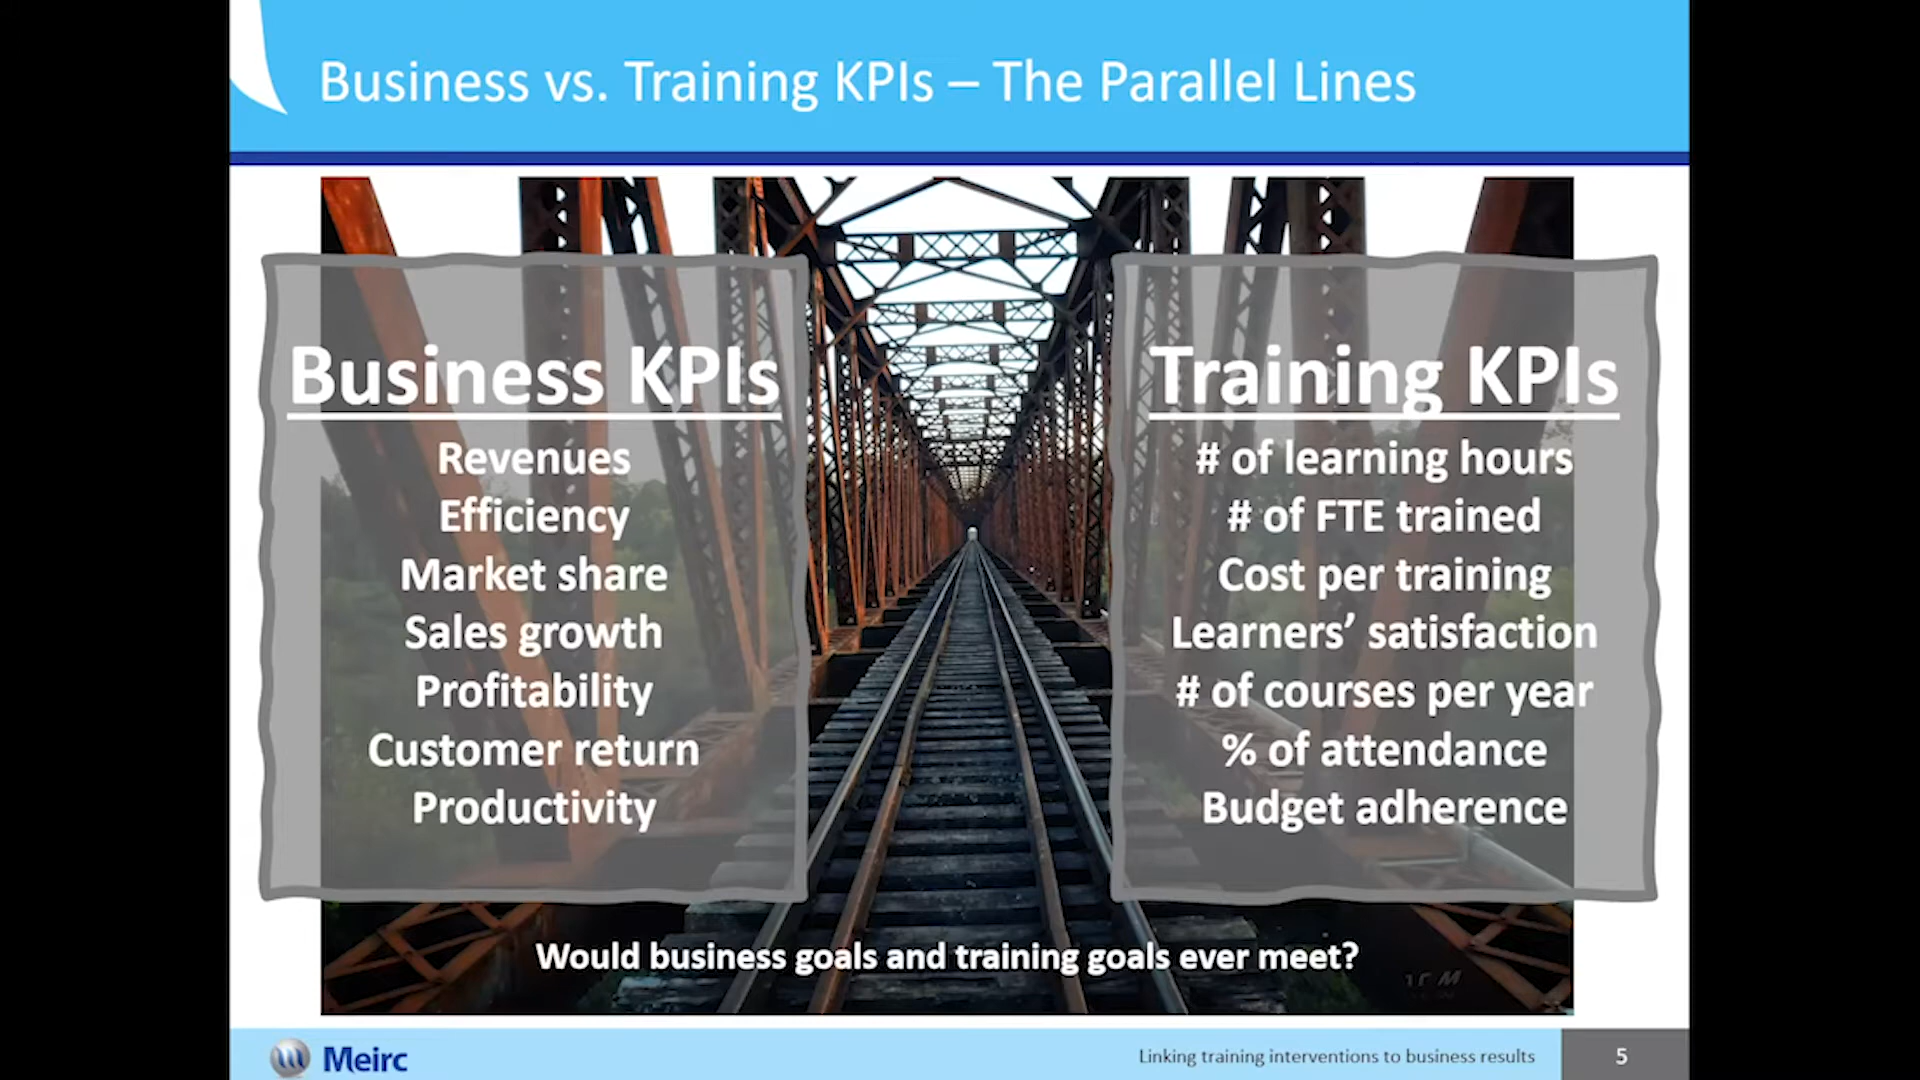 Business vs. Training KPIs – The Parallel Lines
Business KPIs
Revenues
Efficiency
Market share
Sales growth
Profitability
Customer return
Productivity
Training KPIs
# of learning hours
# of FTE trained
Cost per training
Learners’ satisfaction
# of courses per year
% of attendance
Budget adherence
Would business goals and training goals ever meet?
Meirc
Linking training interventions to business results
5